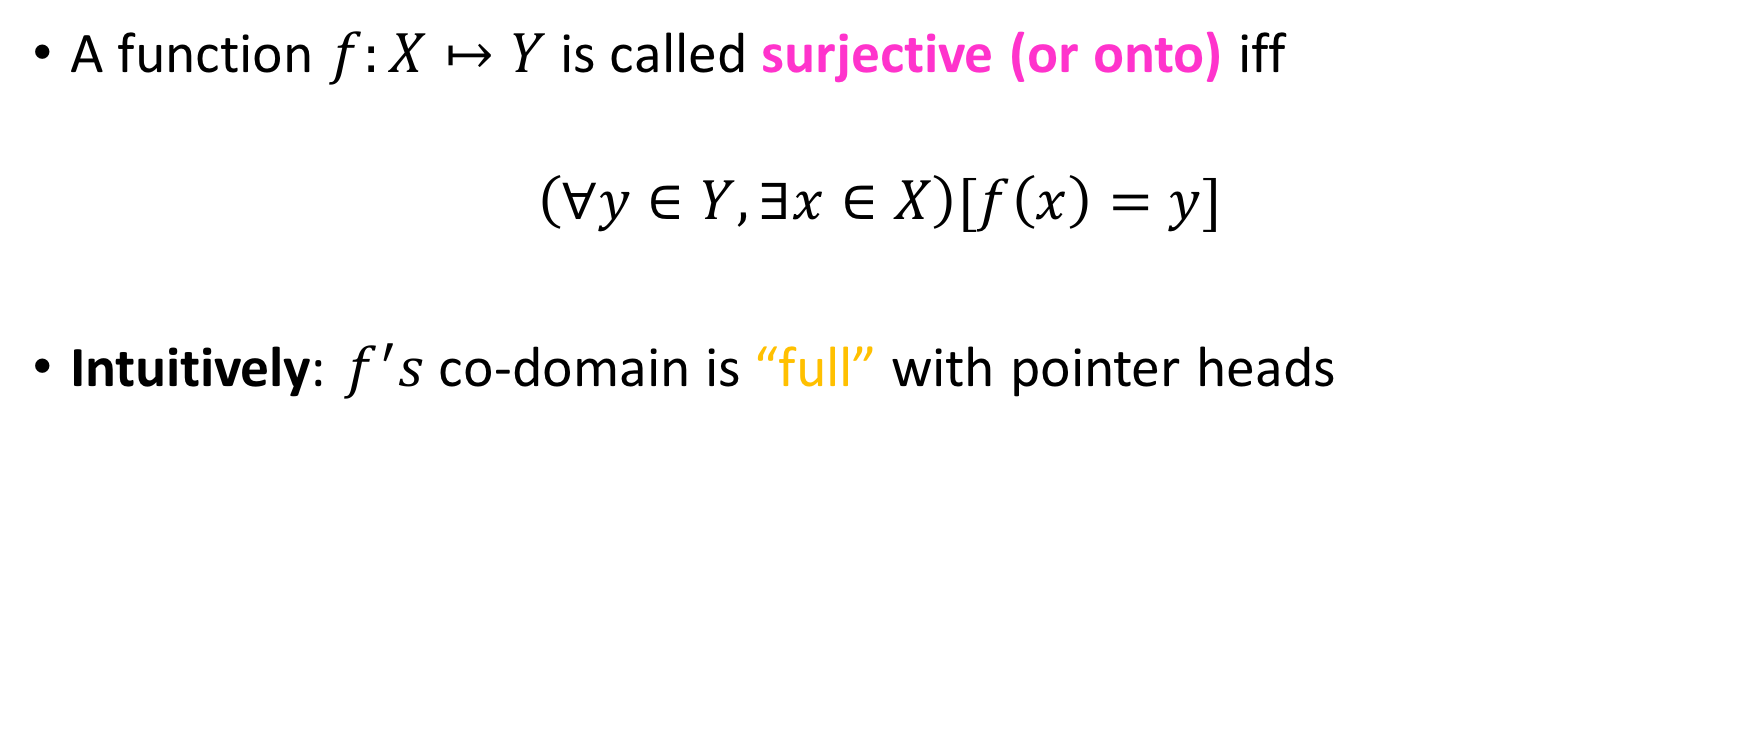 • A function 𝑓: 𝑋 ↦ 𝑌 is called surjective (or onto) iff
(∀𝑦 ∈ 𝑌, ∃𝑥 ∈ 𝑋)[𝑓(𝑥) = 𝑦]
• Intuitively: 𝑓′𝑠 co-domain is “full” with pointer heads